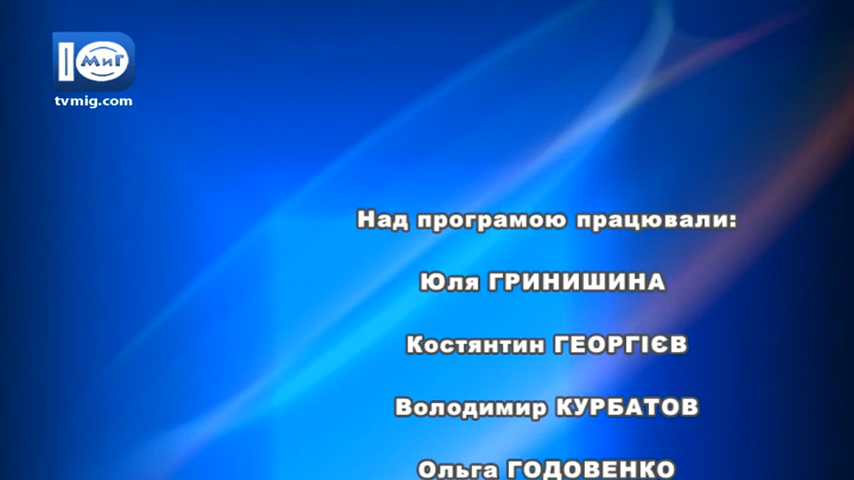 МиГ
tvmig.com
Над програмою працювали:
Юля ГРИНИШИНА
Костянтин ГЕОРГІЄВ
Володимир КУРБАТОВ
Ольга ГОДОВЕНКО